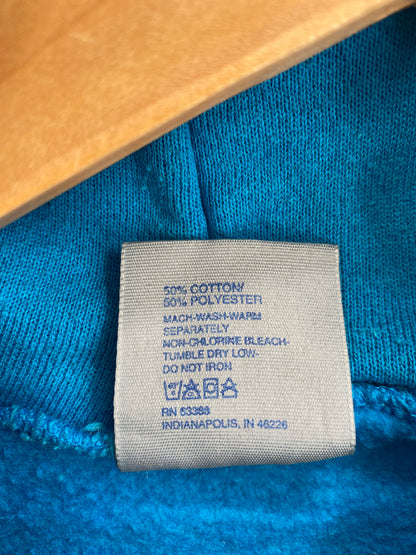 50% COTTON/
50% POLYESTER
MACH-WASH-WARM
SEPARATELY
NON-CHLORINE BLEACH-
TUMBLE DRY LOW-
DO NOT IRON
RN 53388
INDIANAPOLIS, IN 46226